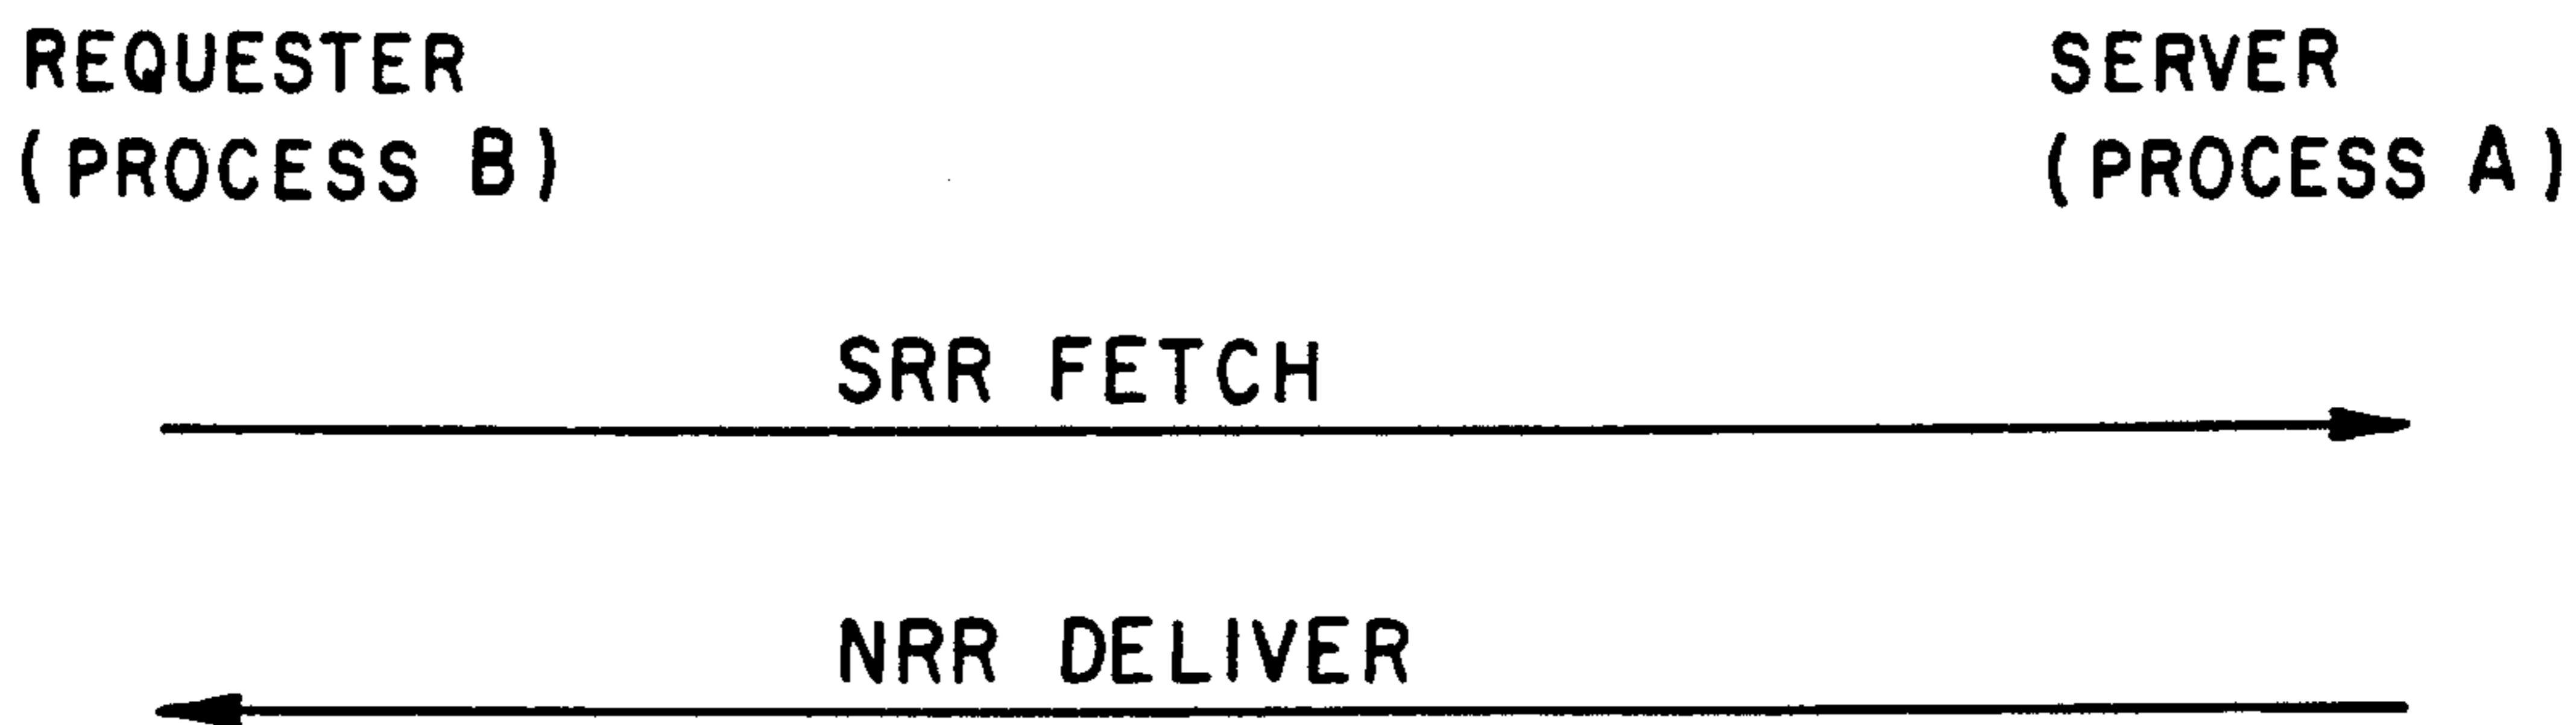 REQUESTER
(PROCESS B)
SERVER
(PROCESS A)
SRR FETCH
NRR DELIVER